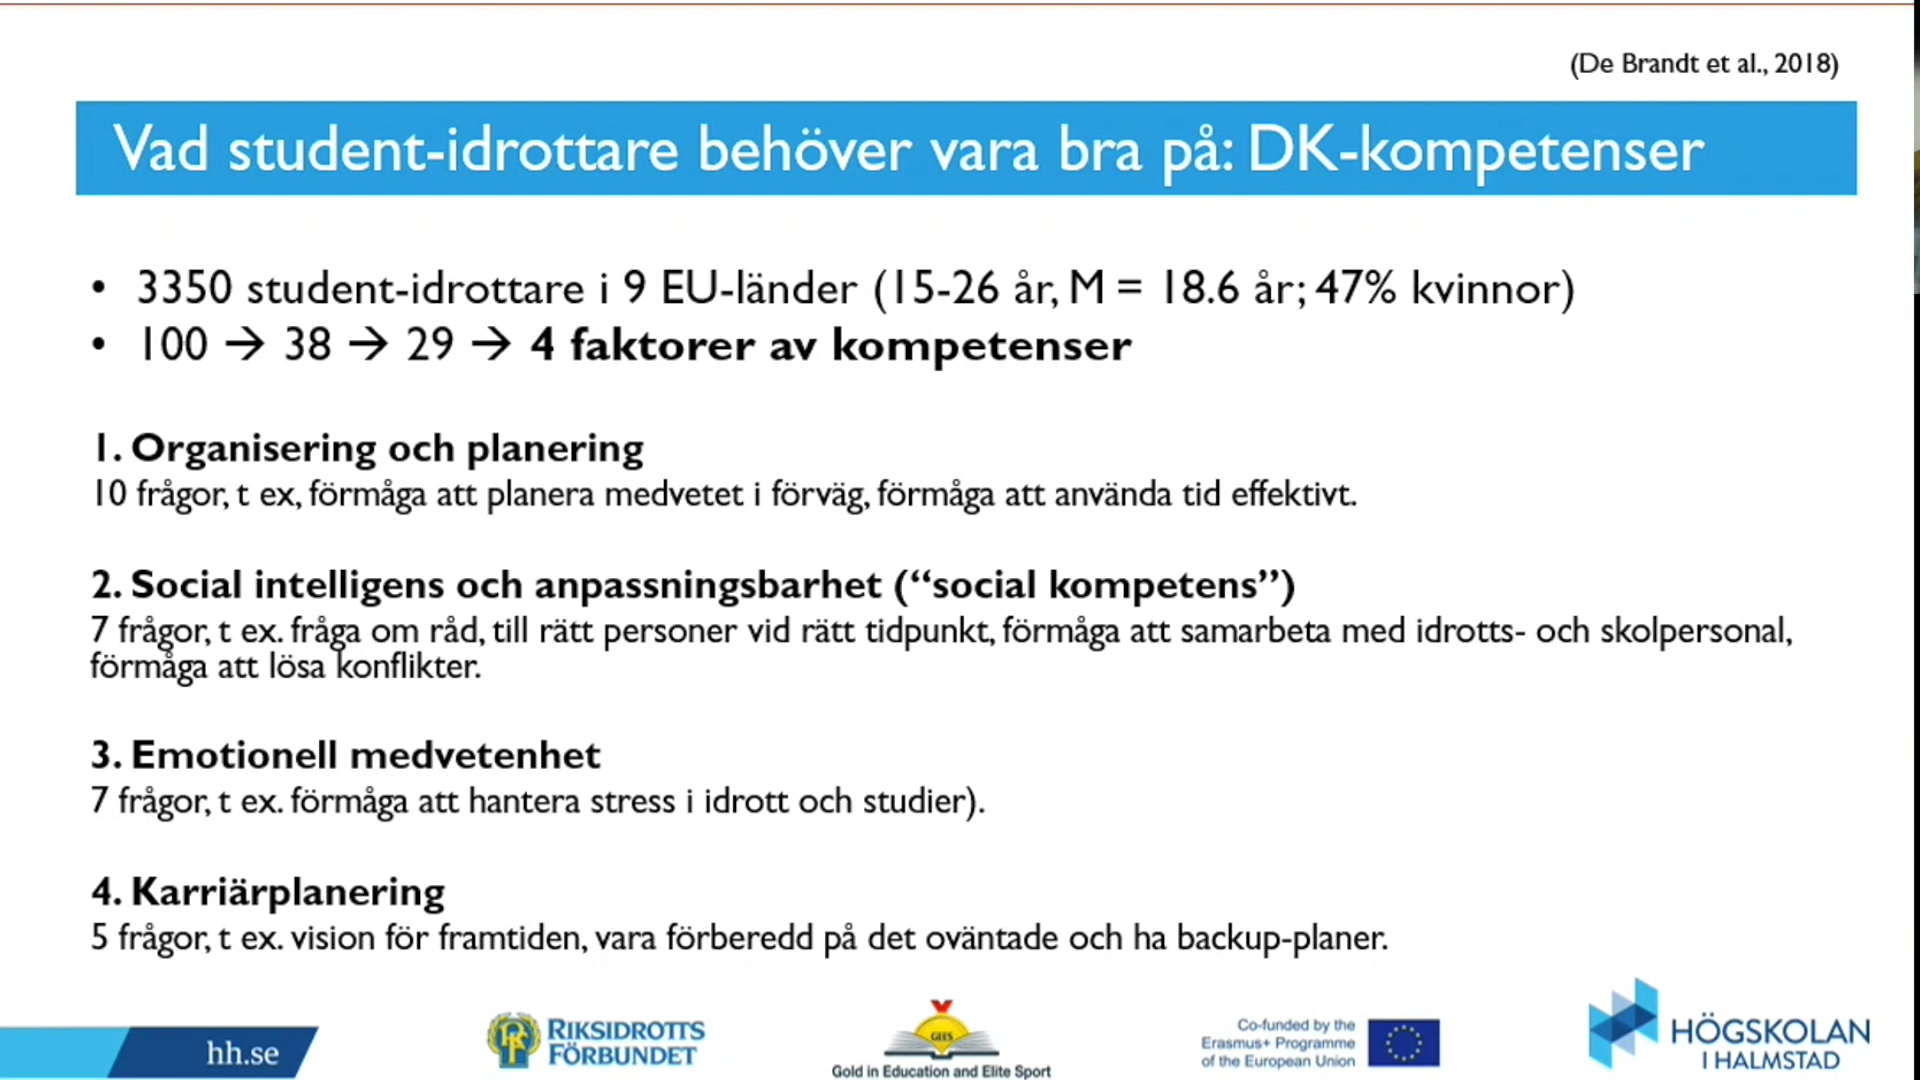 (De Brandt et al., 2018)
Vad student-idrottare behöver vara bra på: DK-kompetenser
• 3350 student-idrottare i 9 EU-länder (15-26 år, M = 18.6 år; 47% kvinnor)
• 100 → 38 → 29 → 4 faktorer av kompetenser
1. Organisering och planering
10 frågor, t ex, förmåga att planera medvetet i förväg, förmåga att använda tid effektivt.
2. Social intelligens och anpassningsbarhet (“social kompetens”)
7 frågor, t ex. fråga om råd, till rätt personer vid rätt tidpunkt, förmåga att samarbeta med idrotts- och skolpersonal,
förmåga att lösa konflikter.
3. Emotionell medvetenhet
7 frågor, t ex. förmåga att hantera stress i idrott och studier).
4. Karriärplanering
5 frågor, t ex. vision för framtiden, vara förberedd på det oväntade och ha backup-planer.
hh.se
RF
RIKSIDROTTS
FÖRBUNDET
GEES
Gold in Education and Elite Sport
Co-funded by the
Erasmus+ Programme
of the European Union
HÖGSKOLAN
I HALMSTAD